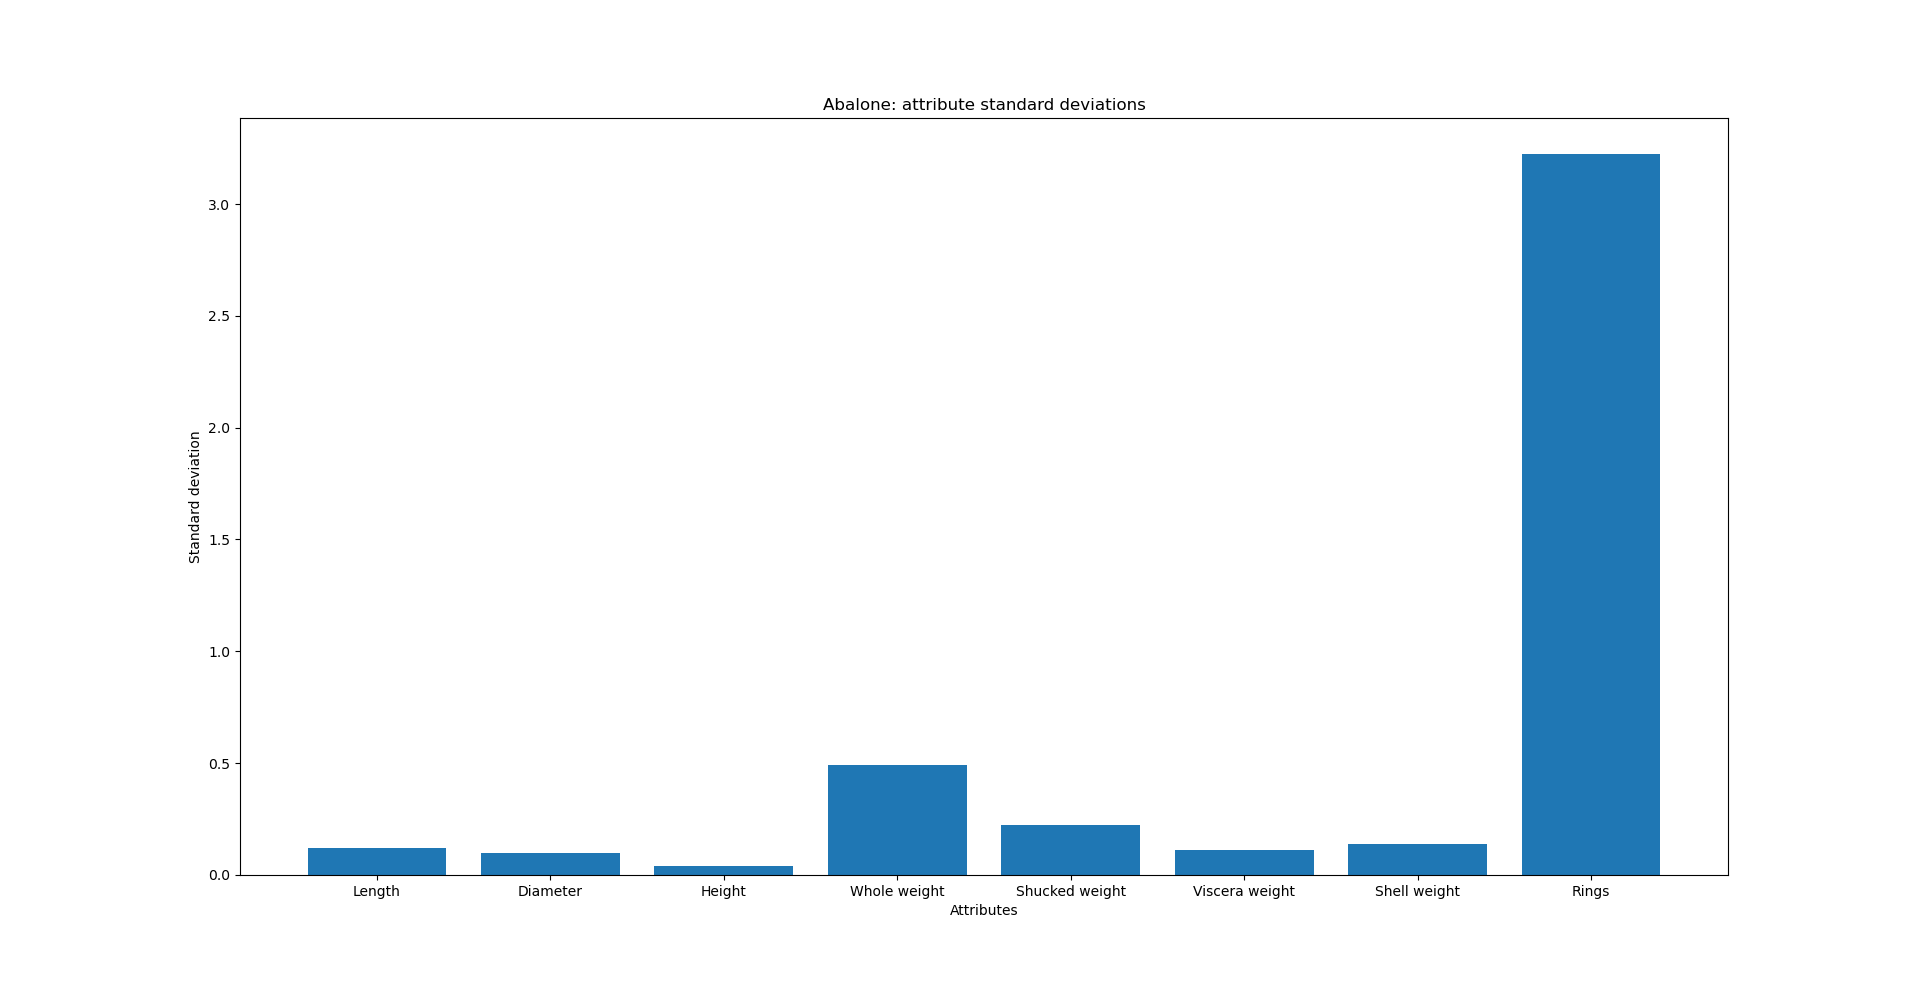 Abalone: attribute standard deviations
Standard deviation
3.0
2.5
2.0
1.5
1.0
0.5
0.0
Length Diameter Height Whole weight Shucked weight Viscera weight Shell weight Rings
Attributes